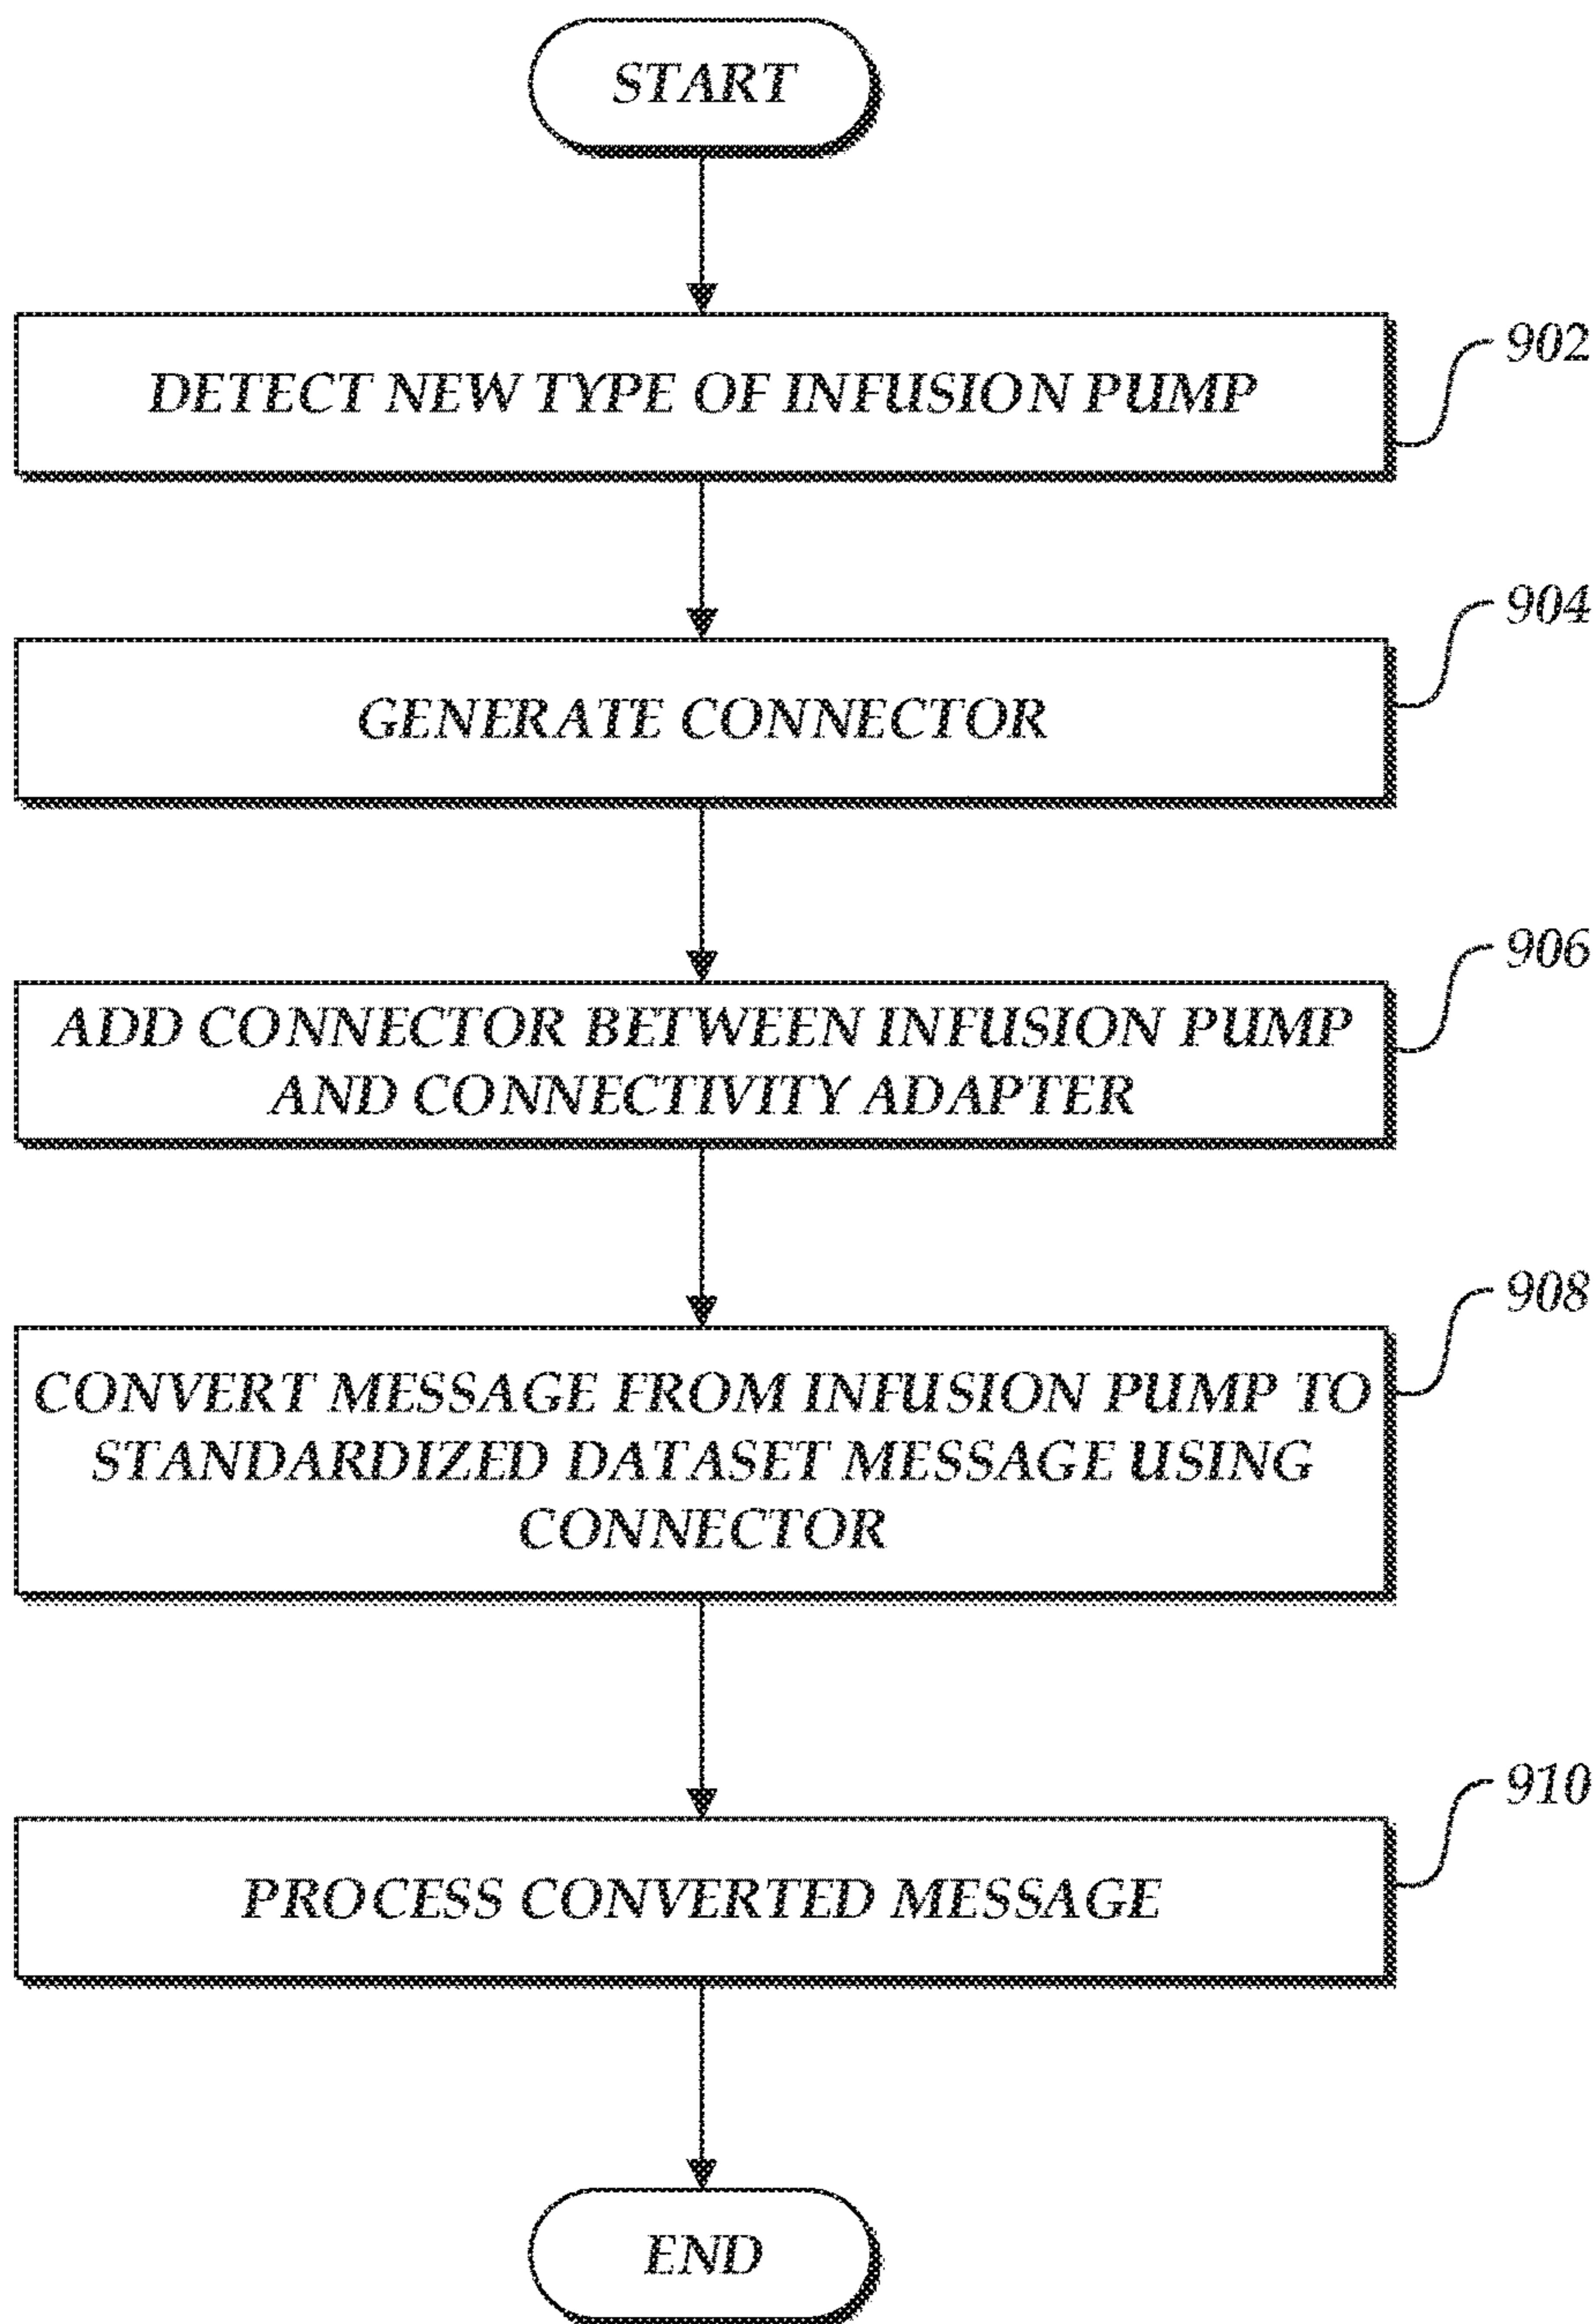 START
DETECT NEW TYPE OF INFUSION PUMP
902
GENERATE CONNECTOR
904
ADD CONNECTOR BETWEEN INFUSION PUMP
AND CONNECTIVITY ADAPTER
906
CONVERT MESSAGE FROM INFUSION PUMP TO
STANDARDIZED DATASET MESSAGE USING
CONNECTOR
908
PROCESS CONVERTED MESSAGE
910
END